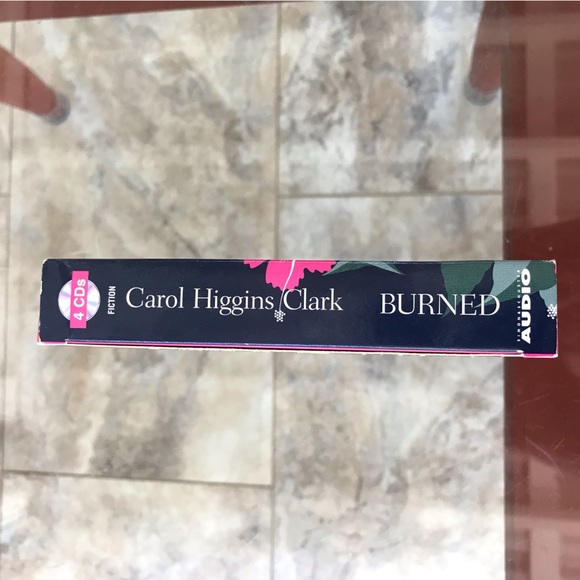 4 CDs
FICTION
Carol Higgins Clark
BURNED
AUDIO